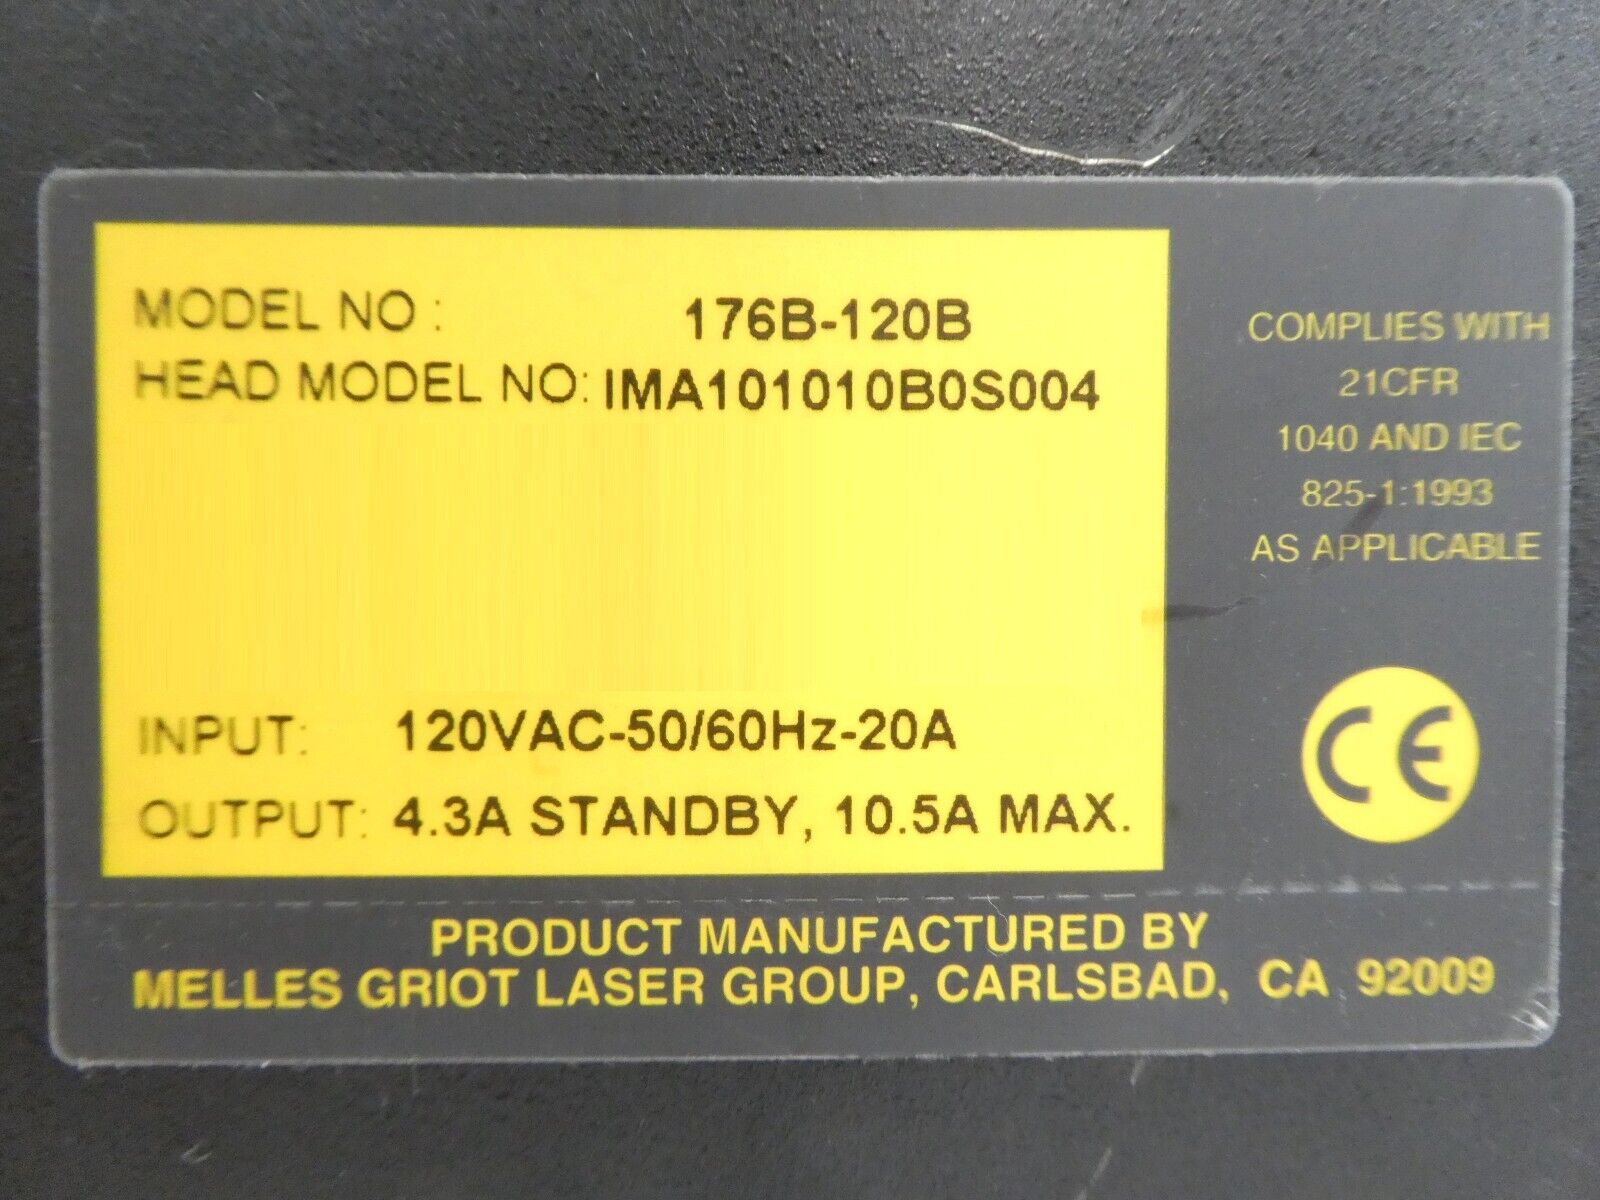 MODEL NO : 176B-120B
HEAD MODEL NO: IMA101010B0S004
INPUT: 120VAC-50/60Hz-20A
OUTPUT: 4.3A STANDBY, 10.5A MAX.
COMPLIES WITH
21CFR
1040 AND IEC
825-1:1993
AS APPLICABLE
CE
PRODUCT MANUFACTURED BY
MELLES GRIOT LASER GROUP, CARLSBAD, CA 92009